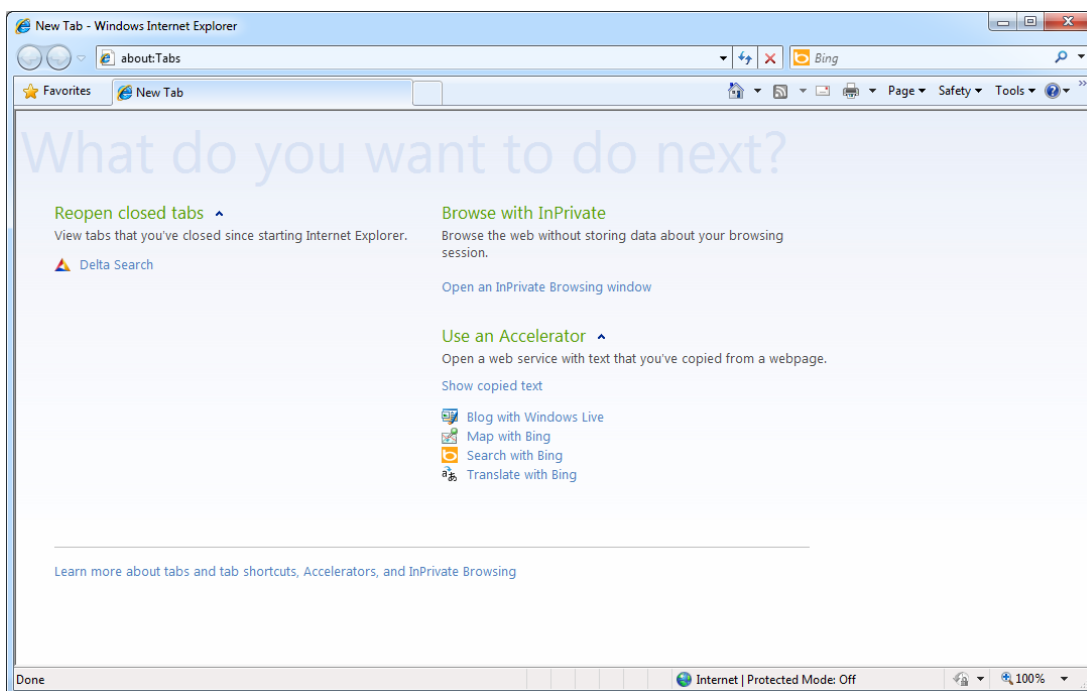 New Tab - Windows Internet Explorer
about:Tabs
Bing
Favorites
New Tab
Page
Safety
Tools
What do you want to do next?
Reopen closed tabs
View tabs that you've closed since starting Internet Explorer.
Delta Search
Browse with InPrivate
Browse the web without storing data about your browsing
session.
Open an InPrivate Browsing window
Use an Accelerator
Open a web service with text that you've copied from a webpage.
Show copied text
Blog with Windows Live
Map with Bing
Search with Bing
Translate with Bing
Learn more about tabs and tab shortcuts, Accelerators, and InPrivate Browsing
Done
Internet | Protected Mode: Off
100%